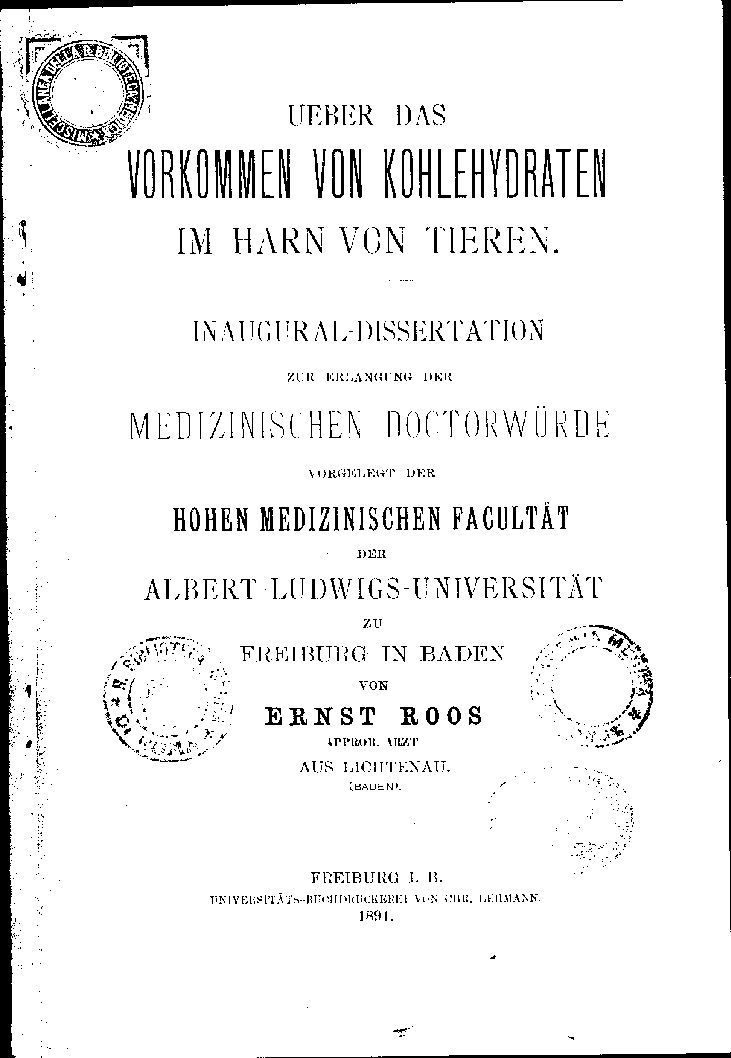 UEBER DAS
VORKOMMEN VON KOHLEHYDRATEN
IM HARN VON TIEREN.
INAUGURAL-DISSERTATION
ZUR ERLANGUNG DER
MEDIZINISCHEN DOCTORWÜRDE
VORGELEGT DER
HOHEN MEDIZINISCHEN FACULTÄT
DER
ALBERT LUDWIGS-UNIVERSITÄT
ZU
FREIBURG IN BADEN
VON
ERNST ROOS
APPROB. ARZT
AUS LICHTENAU.
(BADEN).
FREIBURG I. B.
UNIVERSITÄTS-BUCHDRUCKEREI VON CHR. LEHMANN.
1891.